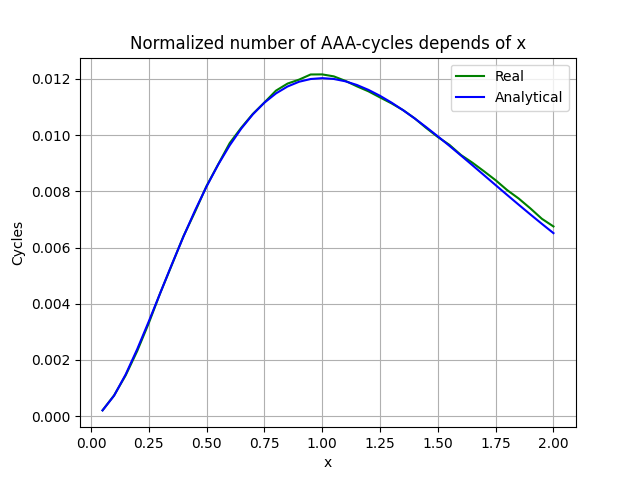 Normalized number of AAA-cycles depends of x
Real
Analytical
Cycles
0.012
0.010
0.008
0.006
0.004
0.002
0.000
0.00 0.25 0.50 0.75 1.00 1.25 1.50 1.75 2.00
x